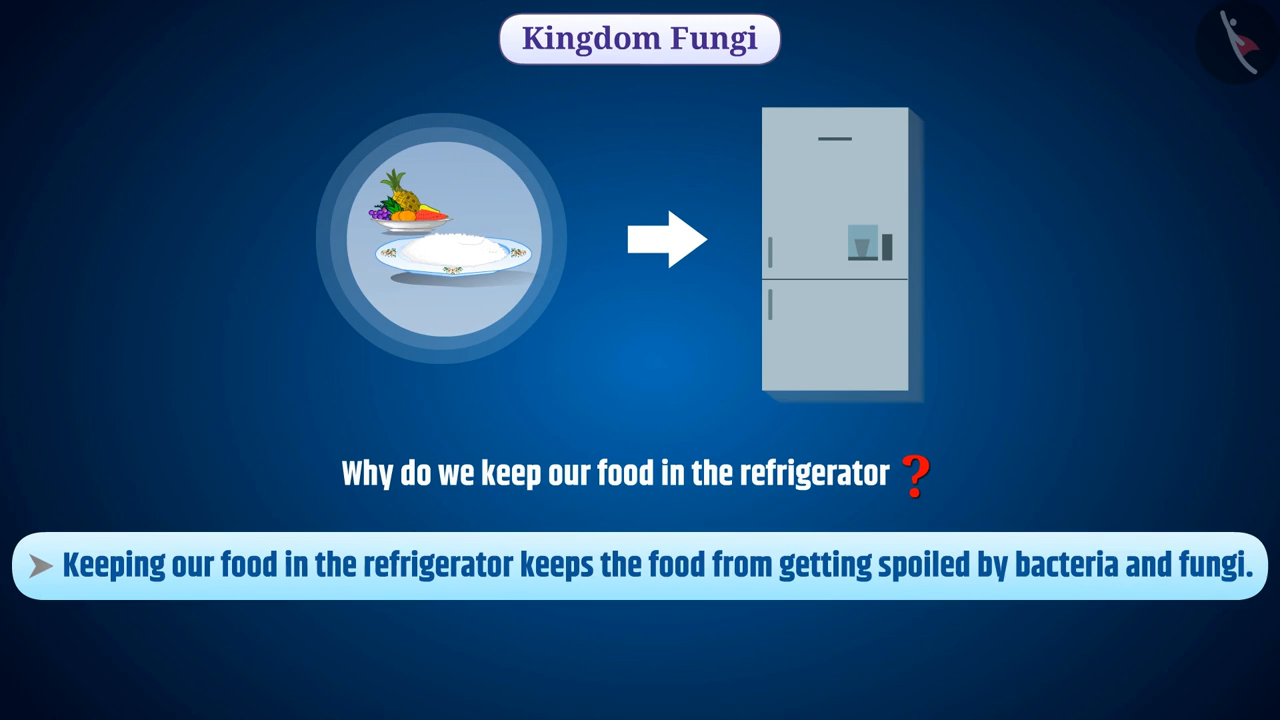 Kingdom Fungi
Why do we keep our food in the refrigerator ?
➤ Keeping our food in the refrigerator keeps the food from getting spoiled by bacteria and fungi.